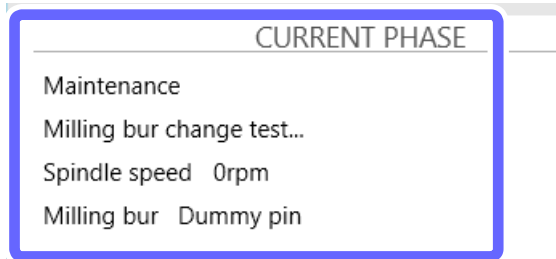 CURRENT PHASE
Maintenance
Milling bur change test...
Spindle speed 0rpm
Milling bur Dummy pin